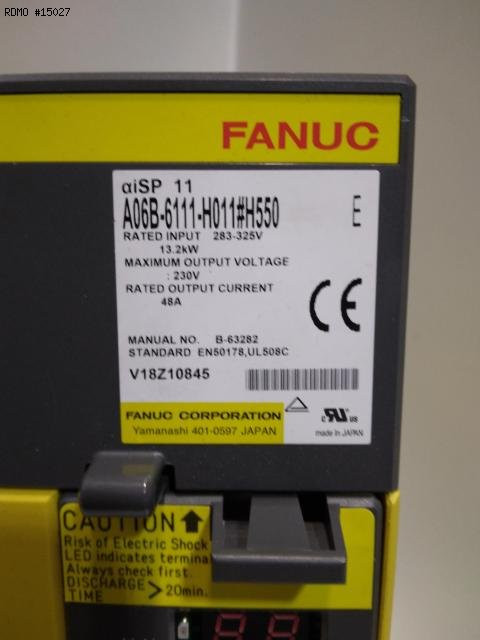 RDMO #15027
FANUC
αiSP 11
A06B-6111-H011#H550 E
RATED INPUT 283-325V
13.2kW
MAXIMUM OUTPUT VOLTAGE
: 230V
RATED OUTPUT CURRENT
48A
MANUAL NO. B-63282
STANDARD EN50178,UL508C
V18Z10845
CE
FANUC CORPORATION
Yamanashi 401-0597 JAPAN
c RU us
made in JAPAN
CAUTION
Risk of Electric Shock
LED indicates terminal
Always check first.
DISCHARGE > 20min.
TIME